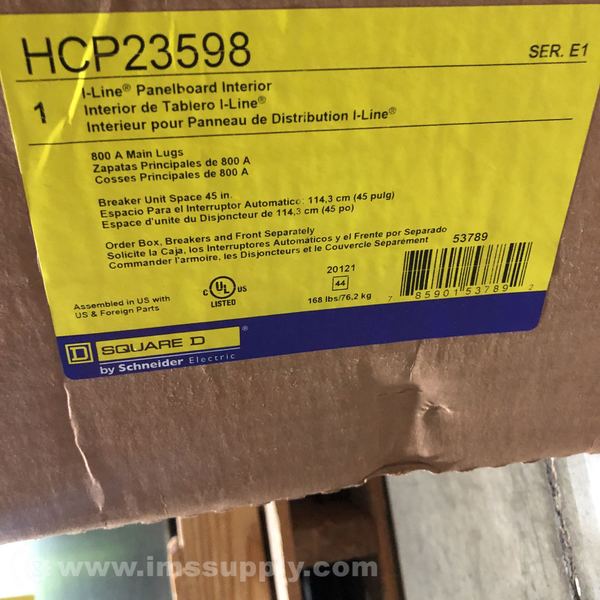 HCP23598
SER. E1
1
I-Line® Panelboard Interior
Interior de Tablero I-Line®
Interieur pour Panneau de Distribution I-Line®
800 A Main Lugs
Zapatas Principales de 800 A
Cosses Principales de 800 A
Breaker Unit Space 45 in.
Espacio Para el Interruptor Automatico: 114,3 cm (45 pulg)
Espace d'unite du Disjoncteur de 114,3 cm (45 po)
Order Box, Breakers and Front Separately
Solicite la Caja, los Interruptores Automáticos y el Frente por Separado
Commander l'armoire, les Disjoncteurs et le Couvercle Separément
53789
Assembled in US with
US & Foreign Parts
C UL US
LISTED
20121
44
168 lbs/76,2 kg
7 85901 53789 2
D SQUARE D®
by Schneider Electric
www.imssupply.com